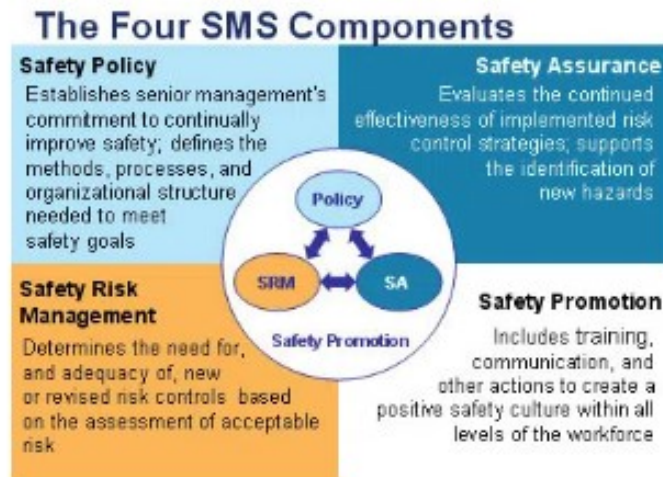 The Four SMS Components
Safety Policy
Establishes senior management's
commitment to continually
improve safety; defines the
methods, processes, and
organizational structure
needed to meet
safety goals
Safety Assurance
Evaluates the continued
effectiveness of implemented risk
control strategies; supports
the identification of
new hazards
Policy
SRM
SA
Safety Promotion
Safety Risk
Management
Determines the need for,
and adequacy of, new
or revised risk controls based
on the assessment of acceptable
risk
Safety Promotion
Includes training,
communication, and
other actions to create a
positive safety culture within all
levels of the workforce